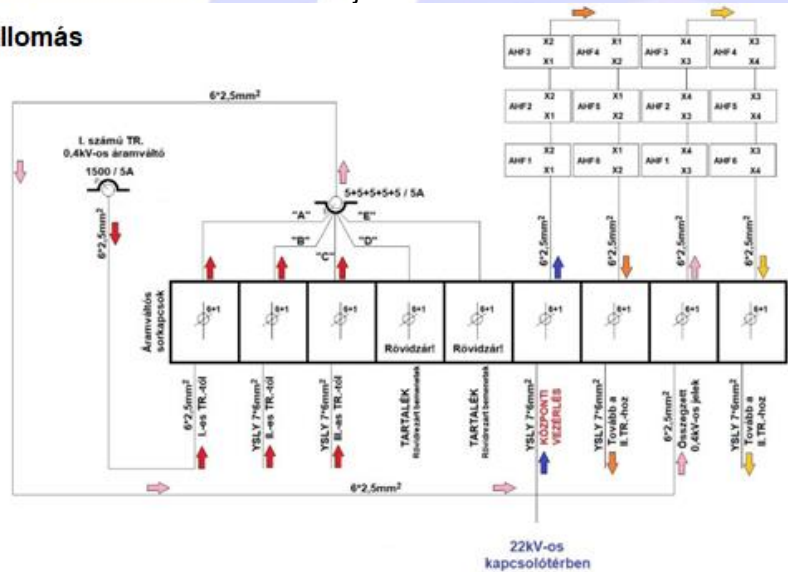 llomás
6*2,5mm²
I. számú TR.
0,4kV-os áramváltó
1500 / 5A
6*2,5mm²
5+5+5+5+5 / 5A
"A"
"B"
"C"
"D"
"E"
AHF3 X2 X1
AHF4 X1 X2
AHF3 X4 X3
AHF4 X3 X4
AHF2 X2 X1
AHF5 X1 X2
AHF2 X4 X3
AHF5 X3 X4
AHF1 X2 X1
AHF6 X1 X2
AHF1 X4 X3
AHF6 X3 X4
6*2,5mm²
6*2,5mm²
6*2,5mm²
6*2,5mm²
Áramváltós
sorkapcsok
6+1
6+1
6+1
6+1
Rövidzár!
6+1
Rövidzár!
6+1
6+1
6+1
6+1
6*2,5mm²
I.-es TR.-tól
YSLY 7*6mm²
II.-es TR.-tól
YSLY 7*6mm²
III.-as TR.-tól
TARTALÉK
Rövidrezárt bemenetek
TARTALÉK
Rövidrezárt bemenetek
YSLY 7*6mm²
KÖZPONTI
VEZÉRLÉS
YSLY 7*6mm²
Tovább a
II.TR.-hoz
6*2,5mm²
Összegzett
0,4kV-os jelek
YSLY 7*6mm²
Tovább a
II.TR.-hoz
6*2,5mm²
22kV-os
kapcsolótérben